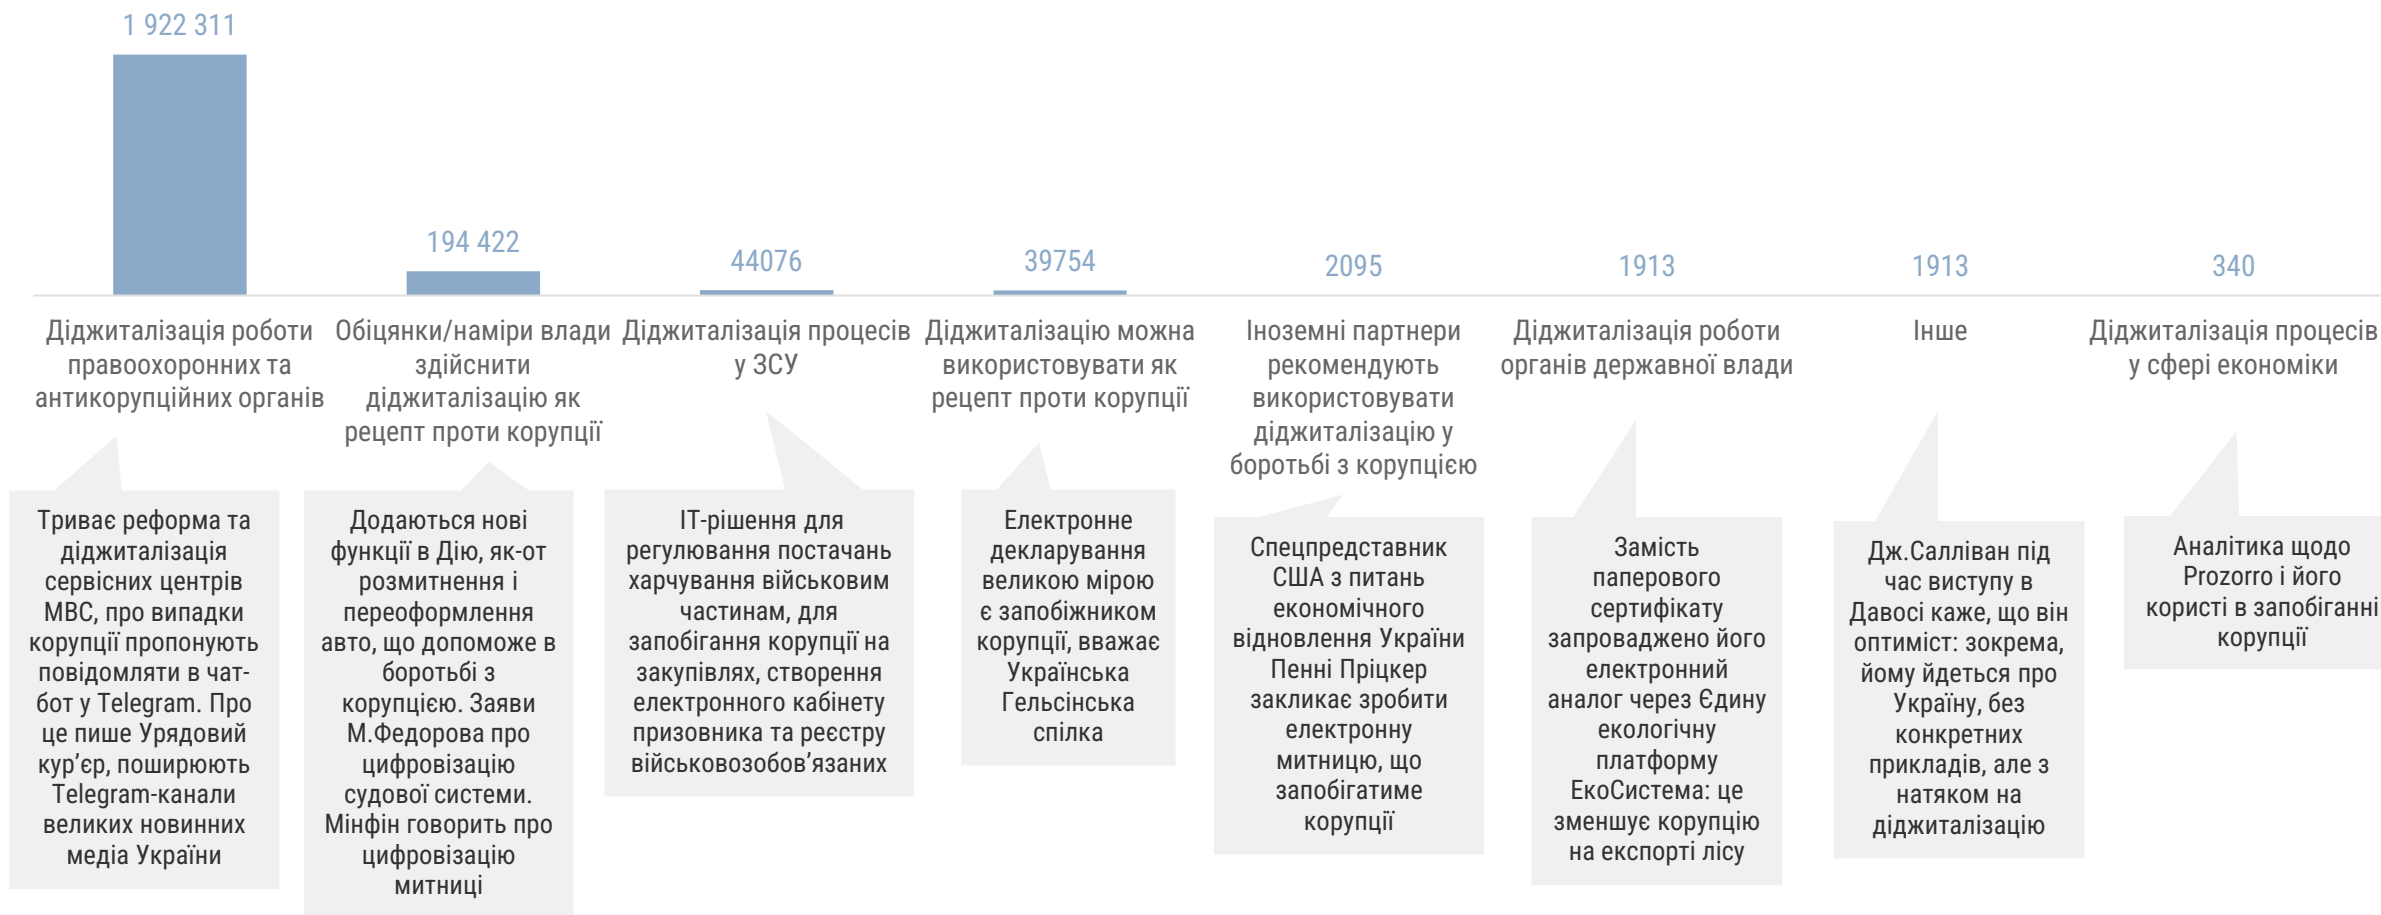 1 922 311
194 422
44076
39754
2095
1913
1913
340
Діджиталізація роботи
правоохоронних та
антикорупційних органів
Обіцянки/наміри влади
здійснити
діджиталізацію як
рецепт проти корупції
Діджиталізація процесів
у ЗСУ
Діджиталізацію можна
використовувати як
рецепт проти корупції
Іноземні партнери
рекомендують
використовувати
діджиталізацію у
боротьбі з корупцією
Діджиталізація роботи
органів державної влади
Інше
Діджиталізація процесів
у сфері економіки
Триває реформа та
діджиталізація
сервісних центрів
МВС, про випадки
корупції пропонують
повідомляти в чат-
бот у Telegram. Про
це пише Урядовий
кур’єр, поширюють
Telegram-канали
великих новинних
медіа України
Додаються нові
функції в Дію, як-от
розмитнення і
переоформлення
авто, що допоможе в
боротьбі з
корупцією. Заяви
М.Федорова про
цифровізацію
судової системи.
Мінфін говорить про
цифровізацію
митниці
ІТ-рішення для
регулювання постачань
харчування військовим
частинам, для
запобігання корупції на
закупівлях, створення
електронного кабінету
призовника та реєстру
військовозобов’язаних
Електронне
декларування
великою мірою
є запобіжником
корупції, вважає
Українська
Гельсінська
спілка
Спецпредставник
США з питань
економічного
відновлення України
Пенні Пріцкер
закликає зробити
електронну
митницю, що
запобігатиме
корупції
Замість
паперового
сертифікату
запроваджено його
електронний
аналог через Єдину
екологічну
платформу
ЕкоСистема: це
зменшує корупцію
на експорті лісу
Дж.Салліван під
час виступу в
Давосі каже, що він
оптиміст: зокрема,
йому йдеться про
Україну, без
конкретних
прикладів, але з
натяком на
діджиталізацію
Аналітика щодо
Prozorro і його
користі в запобіганні
корупції